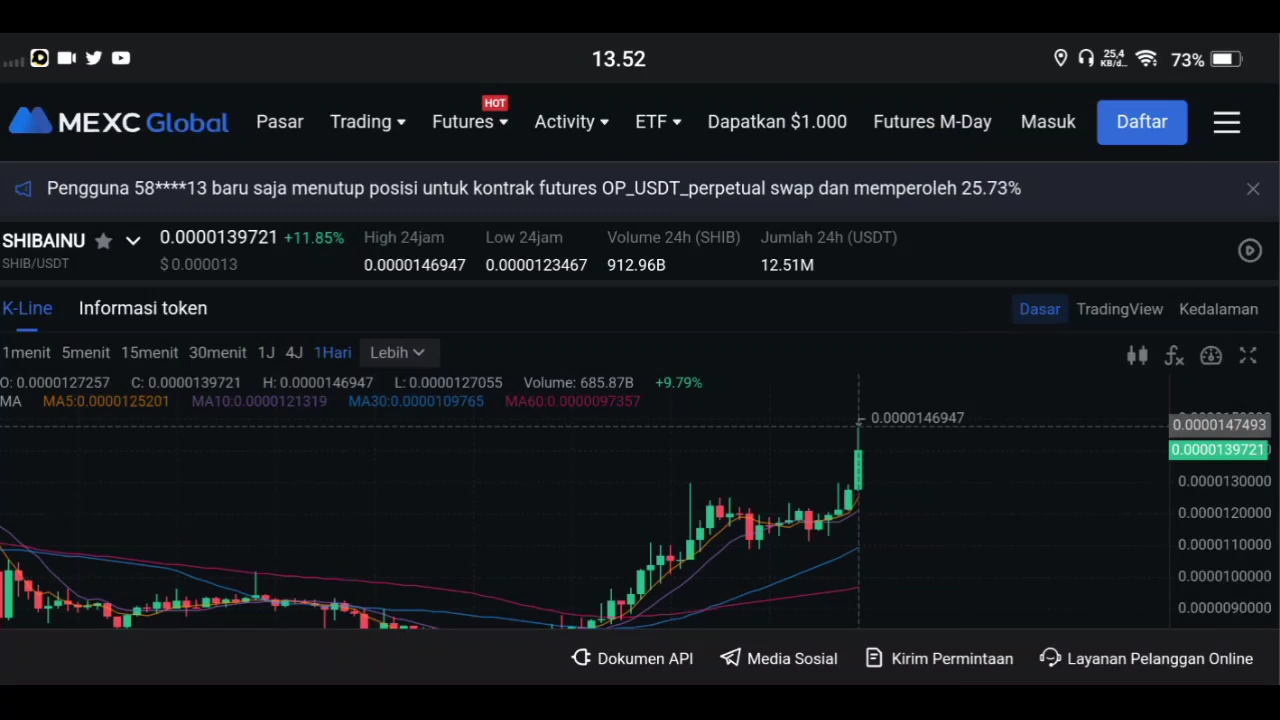 13.52
25,4
KB/d...
73%
HOT
MEXC Global Pasar Trading Futures Activity ETF Dapatkan $1.000 Futures M-Day Masuk Daftar
Pengguna 58****13 baru saja menutup posisi untuk kontrak futures OP_USDT_perpetual swap dan memperoleh 25.73%
SHIBAINU 0.0000139721 +11.85% High 24jam Low 24jam Volume 24h (SHIB) Jumlah 24h (USDT)
SHIB/USDT $ 0.000013 0.0000146947 0.0000123467 912.96B 12.51M
K-Line Informasi token Dasar TradingView Kedalaman
1menit 5menit 15menit 30menit 1J 4J 1Hari Lebih
O: 0.0000127257 C: 0.0000139721 H: 0.0000146947 L: 0.0000127055 Volume: 685.87B +9.79%
MA MA5:0.0000125201 MA10:0.0000121319 MA30:0.0000109765 MA60:0.0000097357
0.0000146947
0.0000147493
0.0000139721
0.0000130000
0.0000120000
0.0000110000
0.0000100000
0.0000090000
Dokumen API Media Sosial Kirim Permintaan Layanan Pelanggan Online